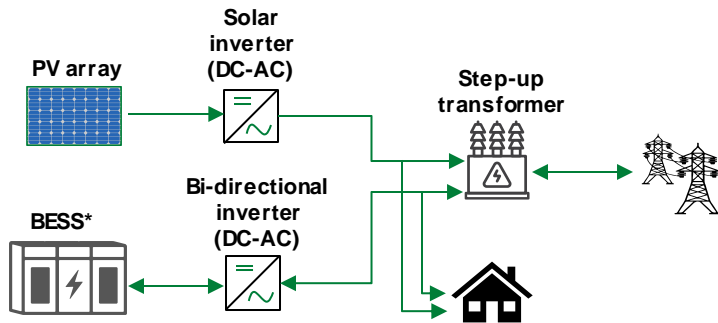 Solar
inverter
(DC-AC)
PV array
Step-up
transformer
Bi-directional
inverter
(DC-AC)
BESS*